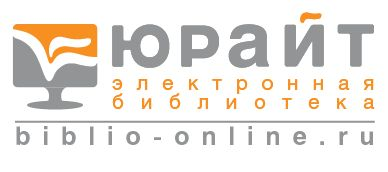 юрайт
электронная
библиотека
biblio-online.ru